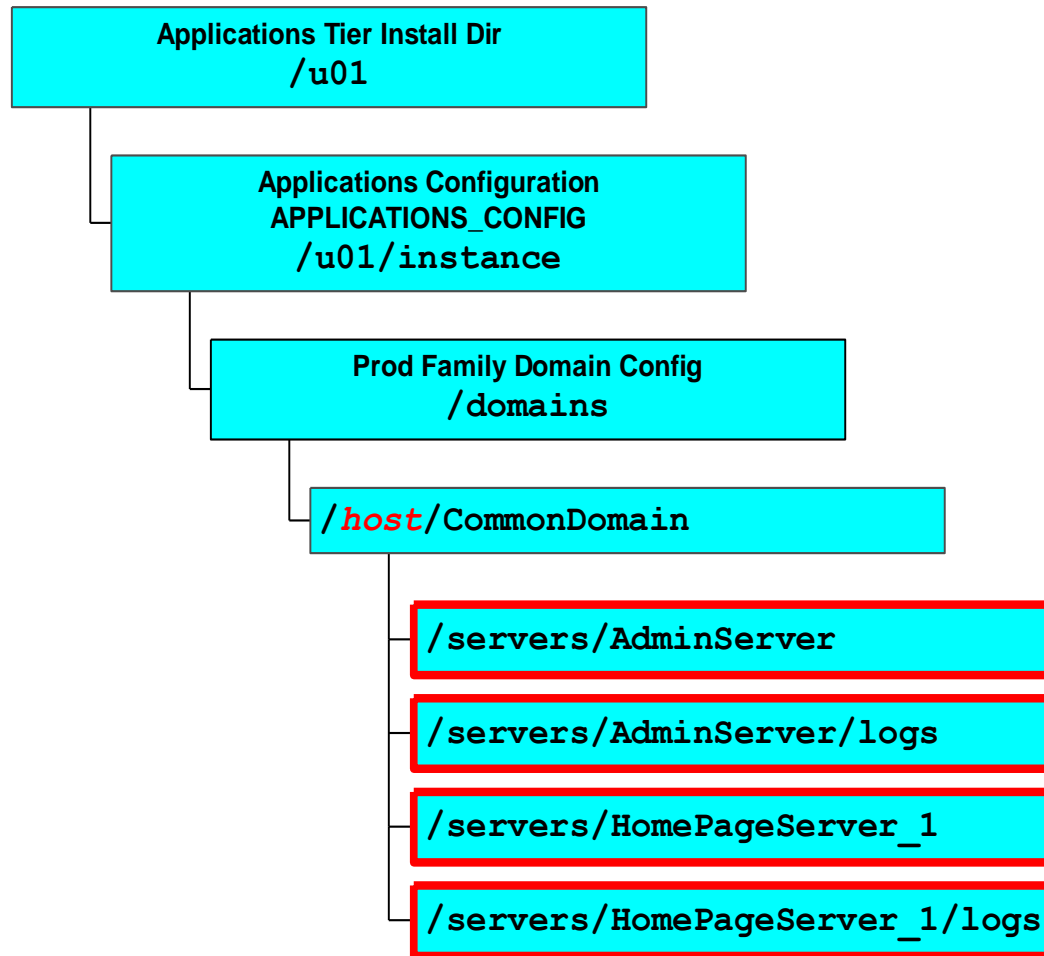 Applications Tier Install Dir
/u01
Applications Configuration
APPLICATIONS_CONFIG
/u01/instance
Prod Family Domain Config
/domains
/host/CommonDomain
/servers/AdminServer
/servers/AdminServer/logs
/servers/HomePageServer_1
/servers/HomePageServer_1/logs